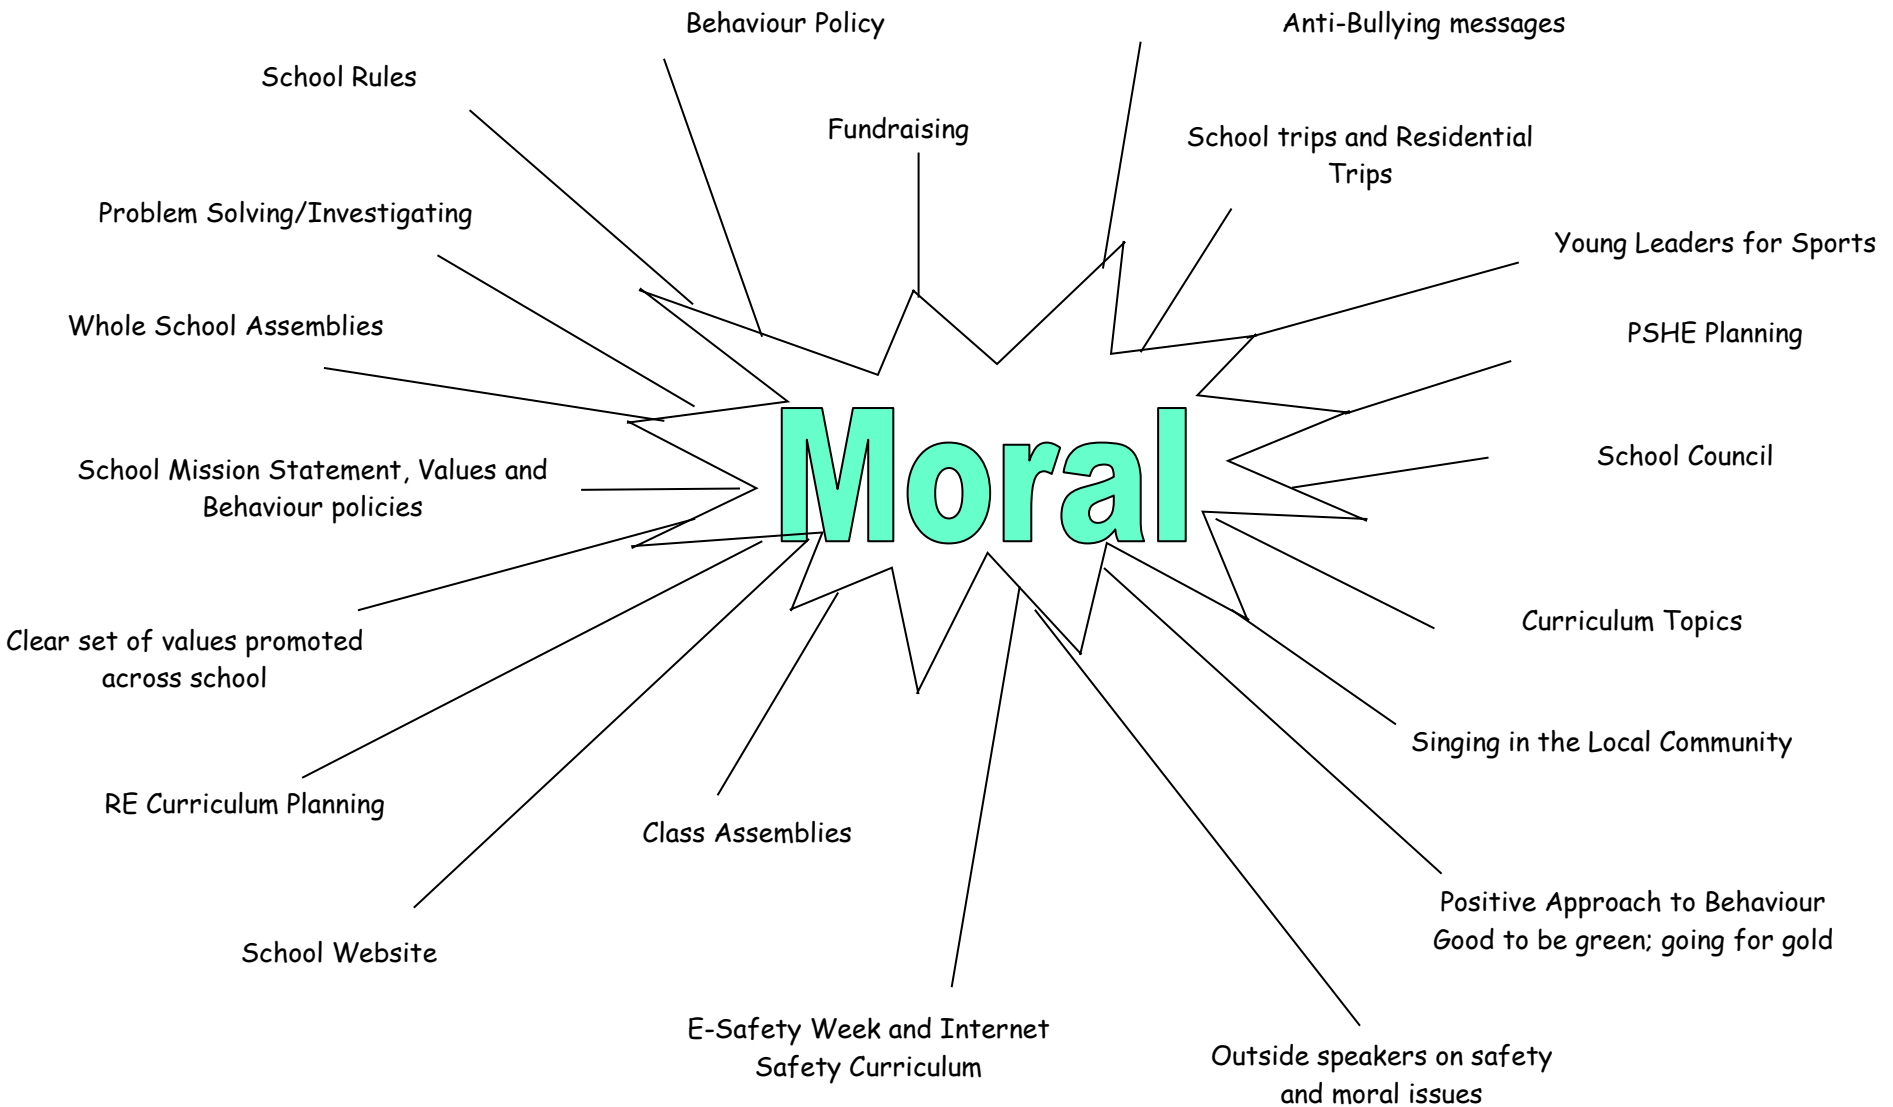 Behaviour Policy
Anti-Bullying messages
School Rules
Fundraising
School trips and Residential
Trips
Problem Solving/Investigating
Young Leaders for Sports
Whole School Assemblies
PSHE Planning
Moral
School Council
School Mission Statement, Values and
Behaviour policies
Clear set of values promoted
across school
Curriculum Topics
Singing in the Local Community
RE Curriculum Planning
Class Assemblies
Positive Approach to Behaviour
Good to be green; going for gold
School Website
E-Safety Week and Internet
Safety Curriculum
Outside speakers on safety
and moral issues